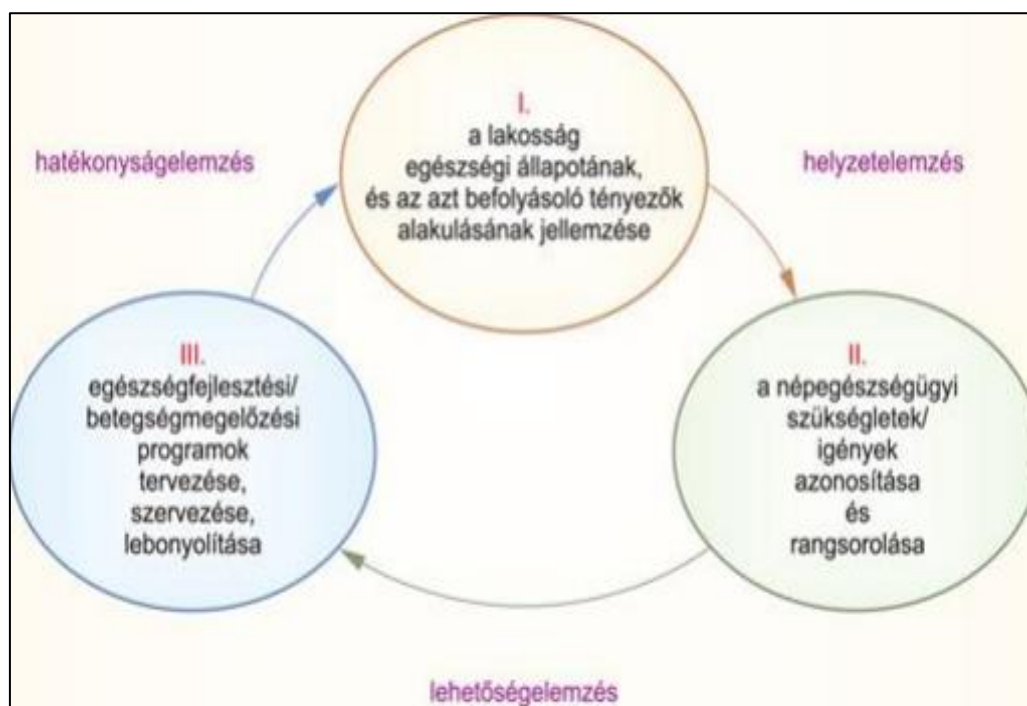 I.
a lakosság
egészségi állapotának,
és az azt befolyásoló tényezők
alakulásának jellemzése
hatékonyságelemzés
helyzetelemzés
II.
a népegészségügyi
szükségletek/
igények
azonosítása
és
rangsorolása
III.
egészségfejlesztési/
betegségmegelőzési
programok
tervezése,
szervezése,
lebonyolítása
lehetőségelemzés